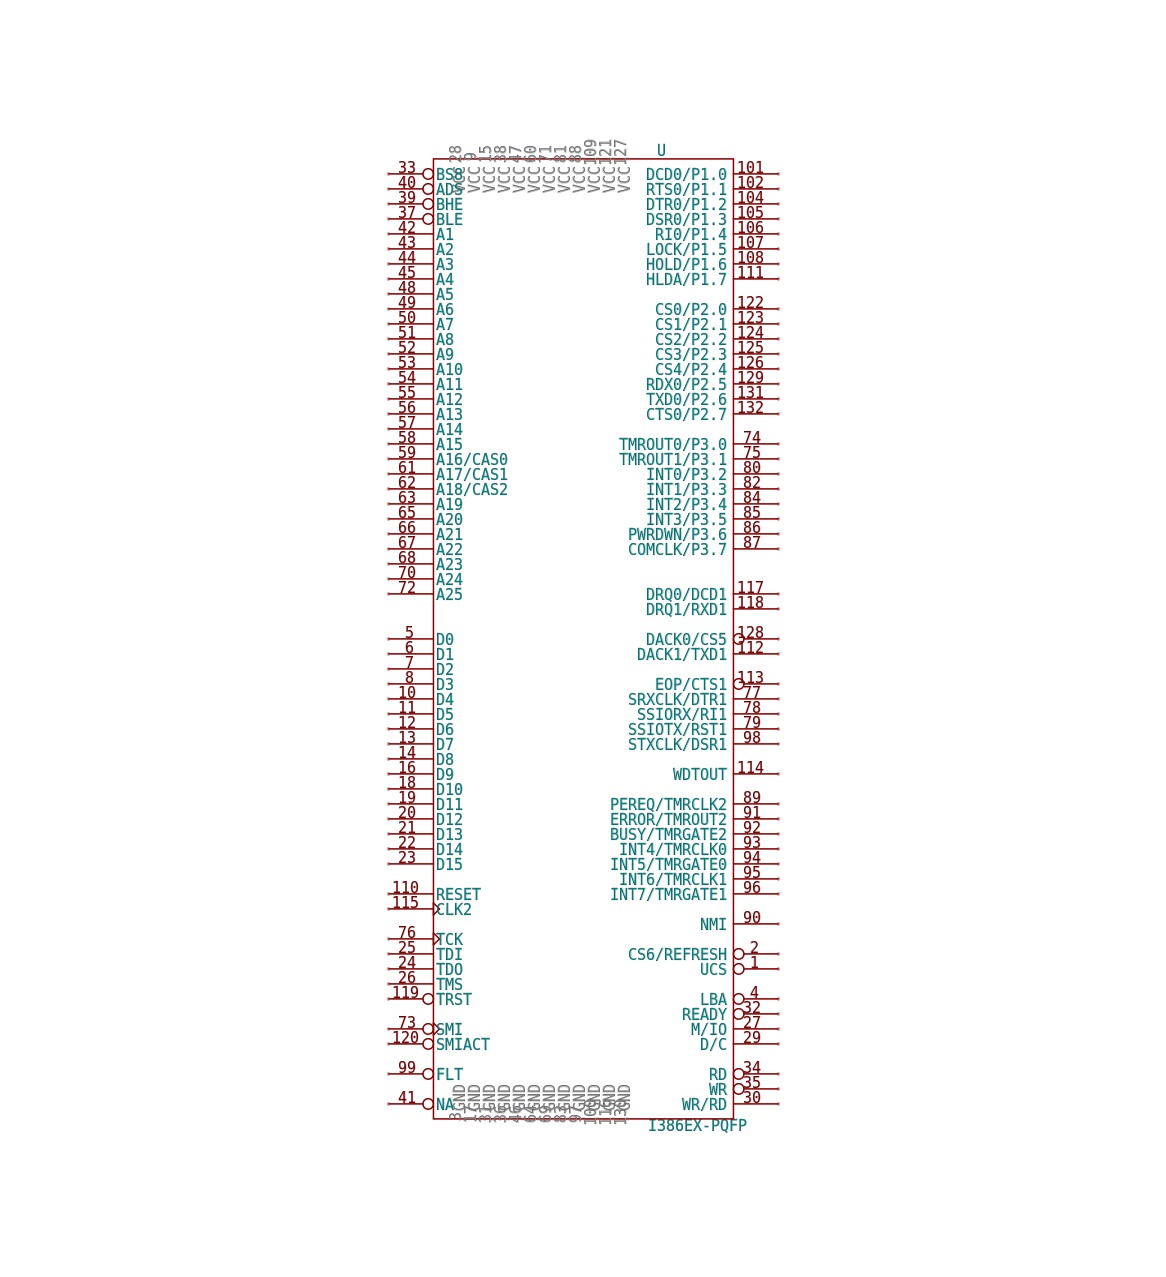 U
VCC 28
VCC 9
VCC 15
VCC 38
VCC 47
VCC 60
VCC 71
VCC 81
VCC 88
VCC 109
VCC 121
VCC 127
33 BS8
40 ADS
39 BHE
37 BLE
42 A1
43 A2
44 A3
45 A4
48 A5
49 A6
50 A7
51 A8
52 A9
53 A10
54 A11
55 A12
56 A13
57 A14
58 A15
59 A16/CAS0
61 A17/CAS1
62 A18/CAS2
63 A19
65 A20
66 A21
67 A22
68 A23
70 A24
72 A25
5 D0
6 D1
7 D2
8 D3
10 D4
11 D5
12 D6
13 D7
14 D8
16 D9
18 D10
19 D11
20 D12
21 D13
22 D14
23 D15
110 RESET
115 CLK2
76 TCK
25 TDI
24 TDO
26 TMS
119 TRST
73 SMI
120 SMIACT
99 FLT
41 NA
DCD0/P1.0 101
RTS0/P1.1 102
DTR0/P1.2 104
DSR0/P1.3 105
RI0/P1.4 106
LOCK/P1.5 107
HOLD/P1.6 108
HLDA/P1.7 111
CS0/P2.0 122
CS1/P2.1 123
CS2/P2.2 124
CS3/P2.3 125
CS4/P2.4 126
RDX0/P2.5 129
TXD0/P2.6 131
CTS0/P2.7 132
TMROUT0/P3.0 74
TMROUT1/P3.1 75
INT0/P3.2 80
INT1/P3.3 82
INT2/P3.4 84
INT3/P3.5 85
PWRDWN/P3.6 86
COMCLK/P3.7 87
DRQ0/DCD1 117
DRQ1/RXD1 118
DACK0/CS5 128
DACK1/TXD1 112
EOP/CTS1 113
SRXCLK/DTR1 77
SSIORX/RI1 78
SSIOTX/RST1 79
STXCLK/DSR1 98
WDTOUT 114
PEREQ/TMRCLK2 89
ERROR/TMROUT2 91
BUSY/TMRGATE2 92
INT4/TMRCLK0 93
INT5/TMRGATE0 94
INT6/TMRCLK1 95
INT7/TMRGATE1 96
NMI 90
CS6/REFRESH 2
UCS 1
LBA 4
READY 32
M/IO 27
D/C 29
RD 34
WR 35
WR/RD 30
GND
GND
GND
GND
GND
GND
GND
GND
GND
GND
GND
GND
I386EX-PQFP